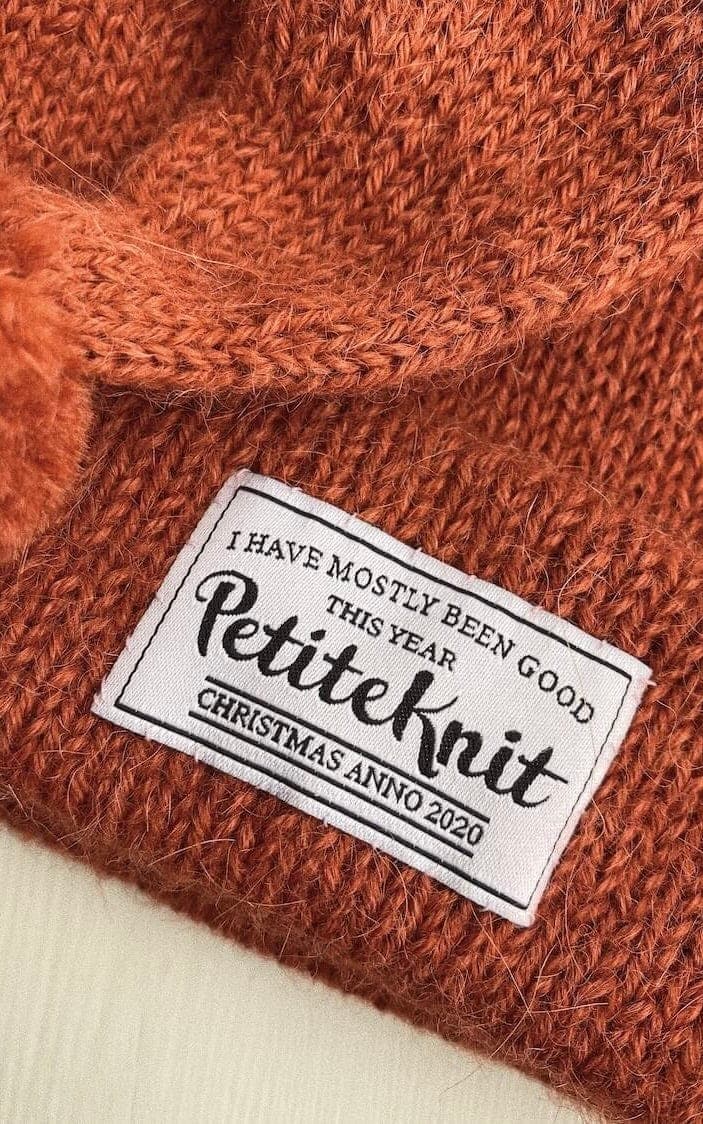 I HAVE MOSTLY BEEN GOOD
THIS YEAR
PetiteKnit
CHRISTMAS ANNO 2020